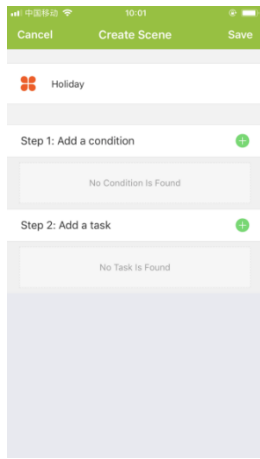 中国移动 10:01
Cancel Create Scene Save
Holiday
Step 1: Add a condition
No Condition Is Found
Step 2: Add a task
No Task Is Found